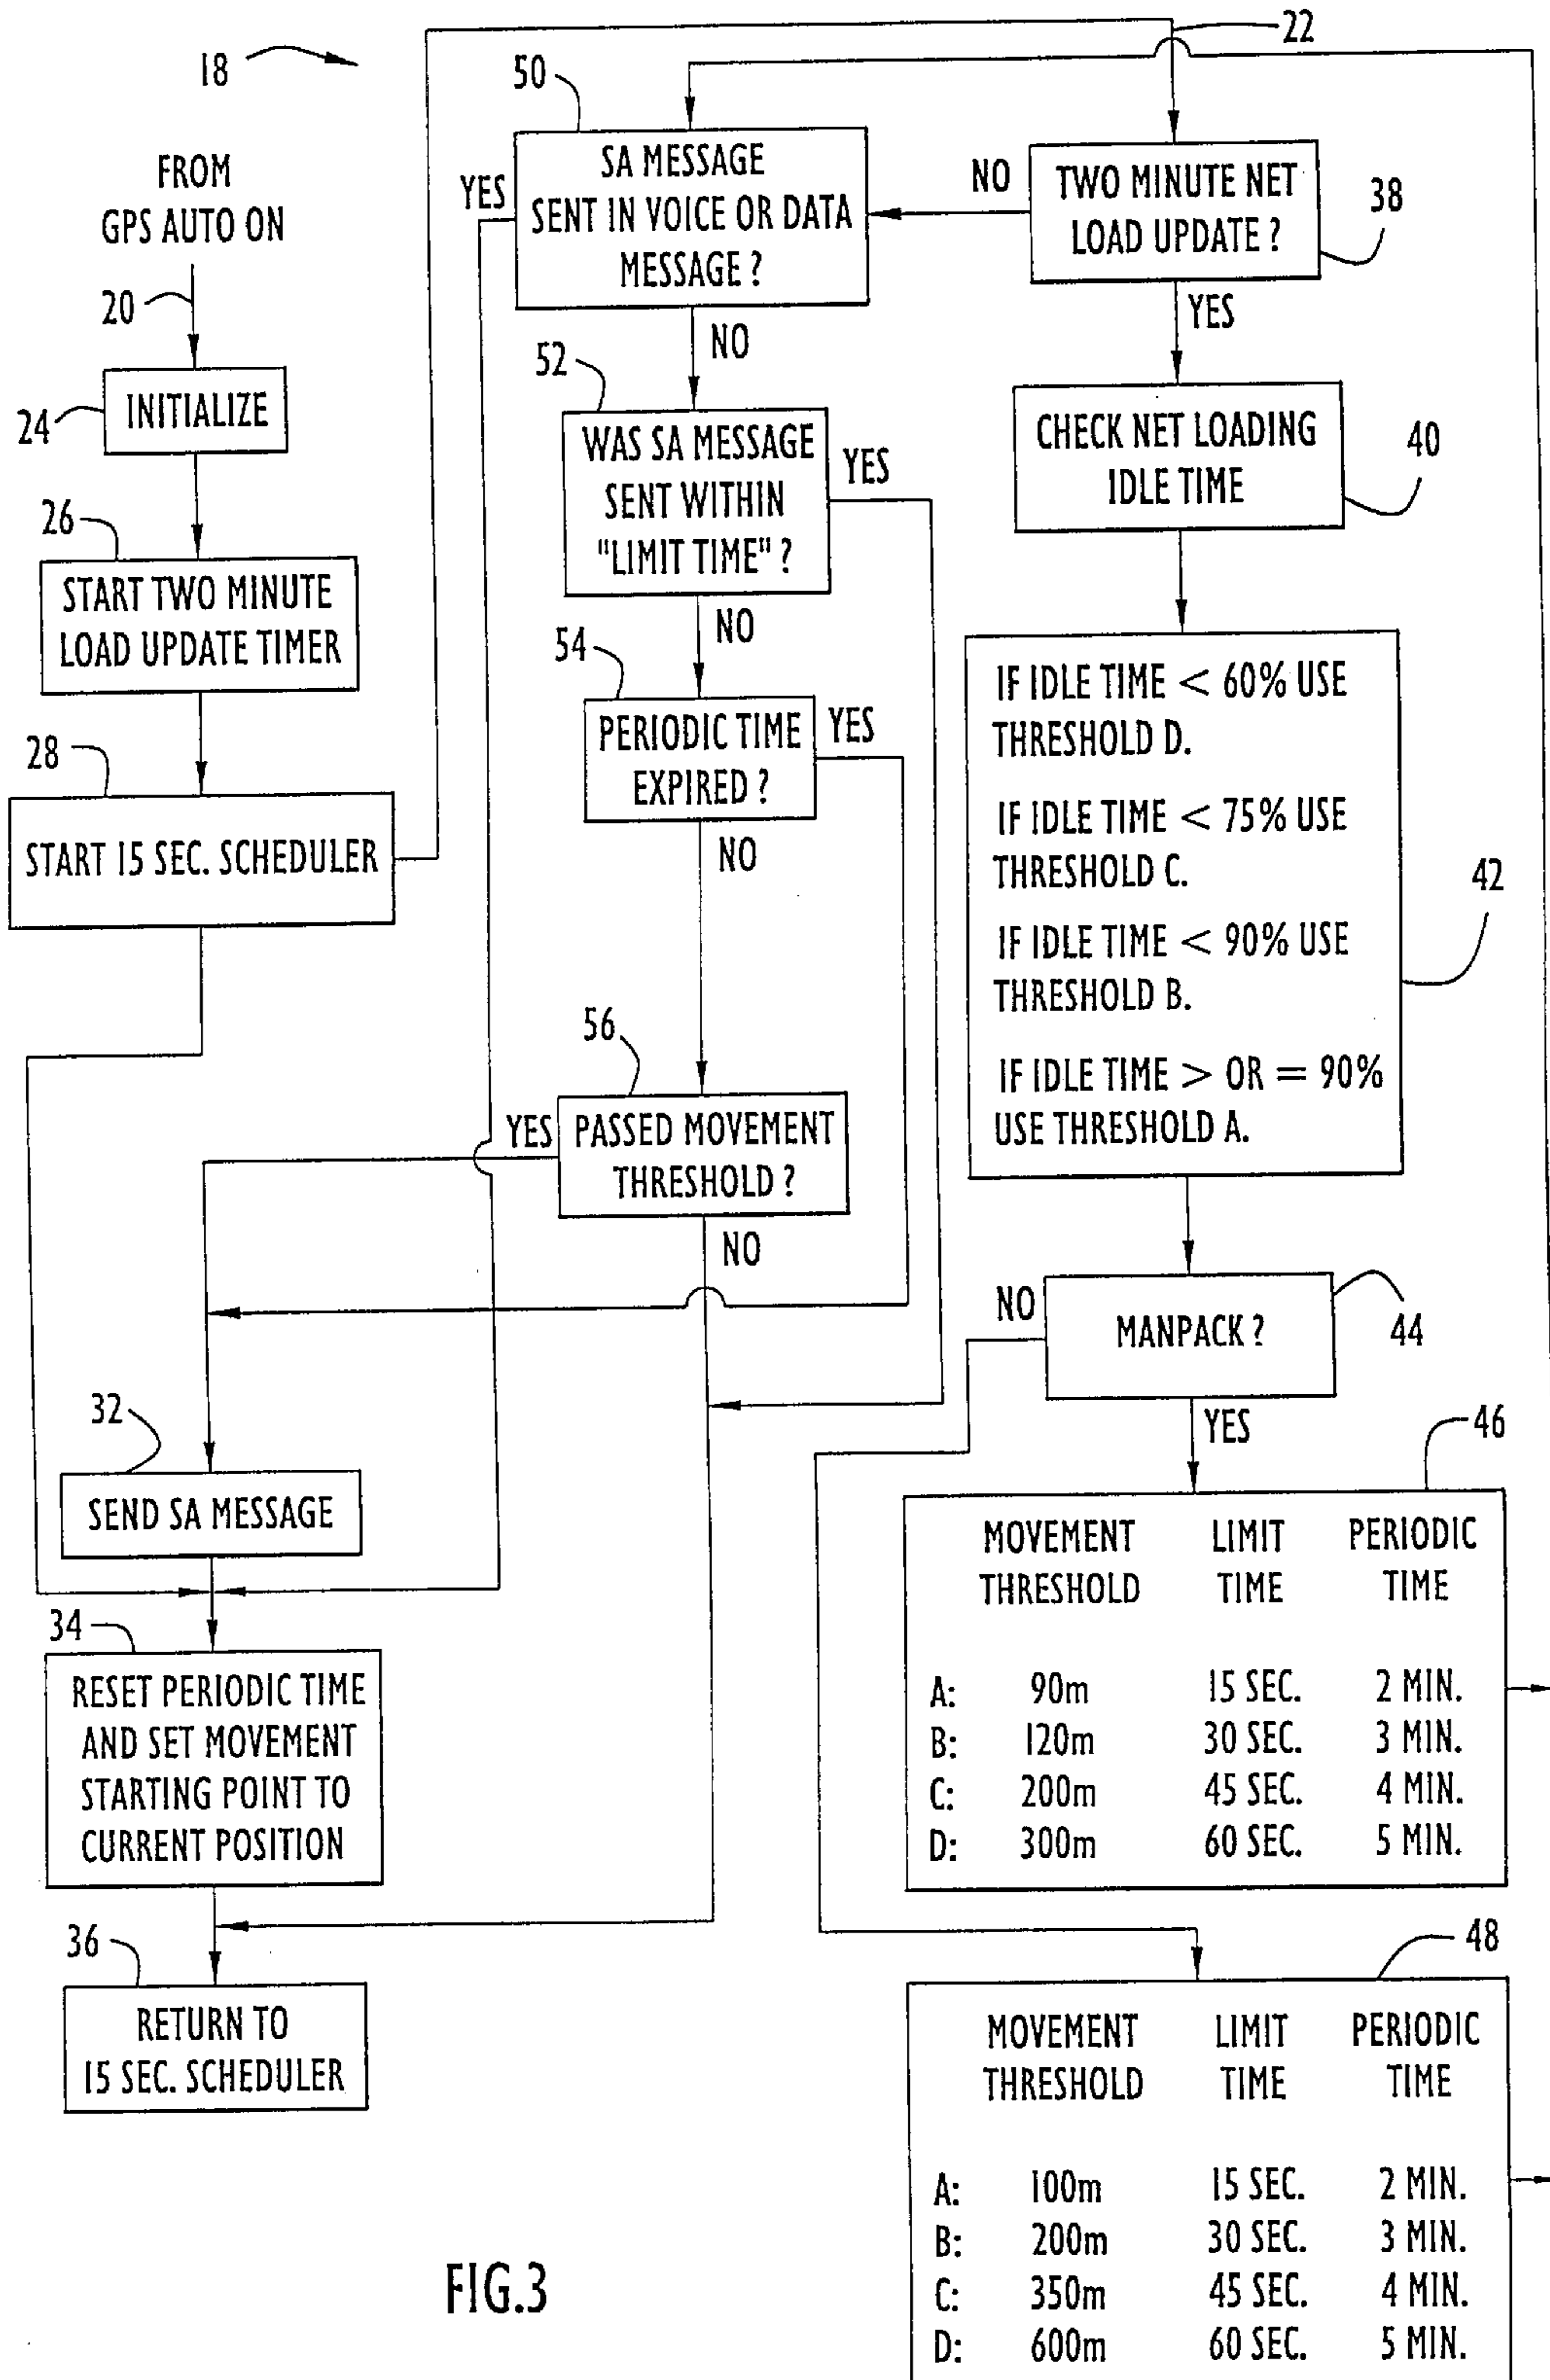 18
FROM
GPS AUTO ON
20
24
INITIALIZE
26
START TWO MINUTE
LOAD UPDATE TIMER
28
START 15 SEC. SCHEDULER
32
SEND SA MESSAGE
34
RESET PERIODIC TIME
AND SET MOVEMENT
STARTING POINT TO
CURRENT POSITION
36
RETURN TO
15 SEC. SCHEDULER
50
YES
SA MESSAGE
SENT IN VOICE OR DATA
MESSAGE ?
NO
52
WAS SA MESSAGE
SENT WITHIN
"LIMIT TIME" ?
YES
NO
54
PERIODIC TIME
EXPIRED ?
YES
NO
56
YES
PASSED MOVEMENT
THRESHOLD ?
NO
22
NO
TWO MINUTE NET
LOAD UPDATE ?
38
YES
CHECK NET LOADING
IDLE TIME
40
IF IDLE TIME < 60% USE
THRESHOLD D.
IF IDLE TIME < 75% USE
THRESHOLD C.
IF IDLE TIME < 90% USE
THRESHOLD B.
IF IDLE TIME > OR = 90%
USE THRESHOLD A.
42
NO
MANPACK ?
44
YES
46
MOVEMENT LIMIT PERIODIC
THRESHOLD TIME TIME
A: 90m 15 SEC. 2 MIN.
B: 120m 30 SEC. 3 MIN.
C: 200m 45 SEC. 4 MIN.
D: 300m 60 SEC. 5 MIN.
48
MOVEMENT LIMIT PERIODIC
THRESHOLD TIME TIME
A: 100m 15 SEC. 2 MIN.
B: 200m 30 SEC. 3 MIN.
C: 350m 45 SEC. 4 MIN.
D: 600m 60 SEC. 5 MIN.
FIG.3